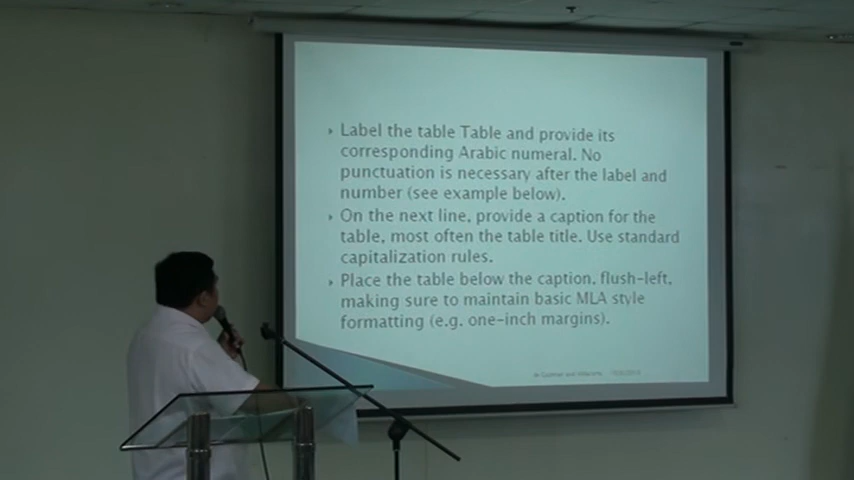 Label the table Table and provide its
corresponding Arabic numeral. No
punctuation is necessary after the label and
number (see example below).
On the next line, provide a caption for the
table, most often the table title. Use standard
capitalization rules.
Place the table below the caption, flush-left,
making sure to maintain basic MLA style
formatting (e.g. one-inch margins).